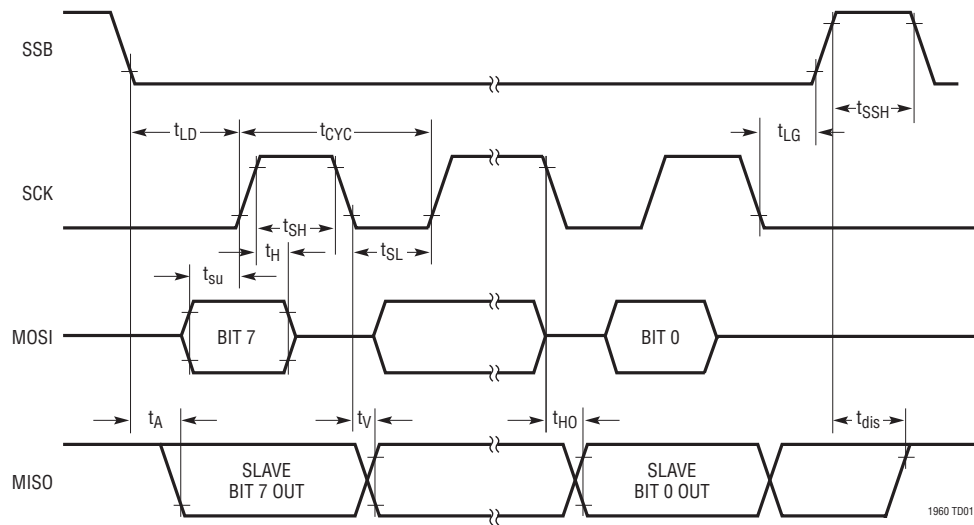 SSB
tSSH
tLD
tCYC
tLG
SCK
tSH
tH
tSL
tsu
MOSI
BIT 7
BIT 0
tA
tV
tHO
tdis
MISO
SLAVE
BIT 7 OUT
SLAVE
BIT 0 OUT
1960 TD01